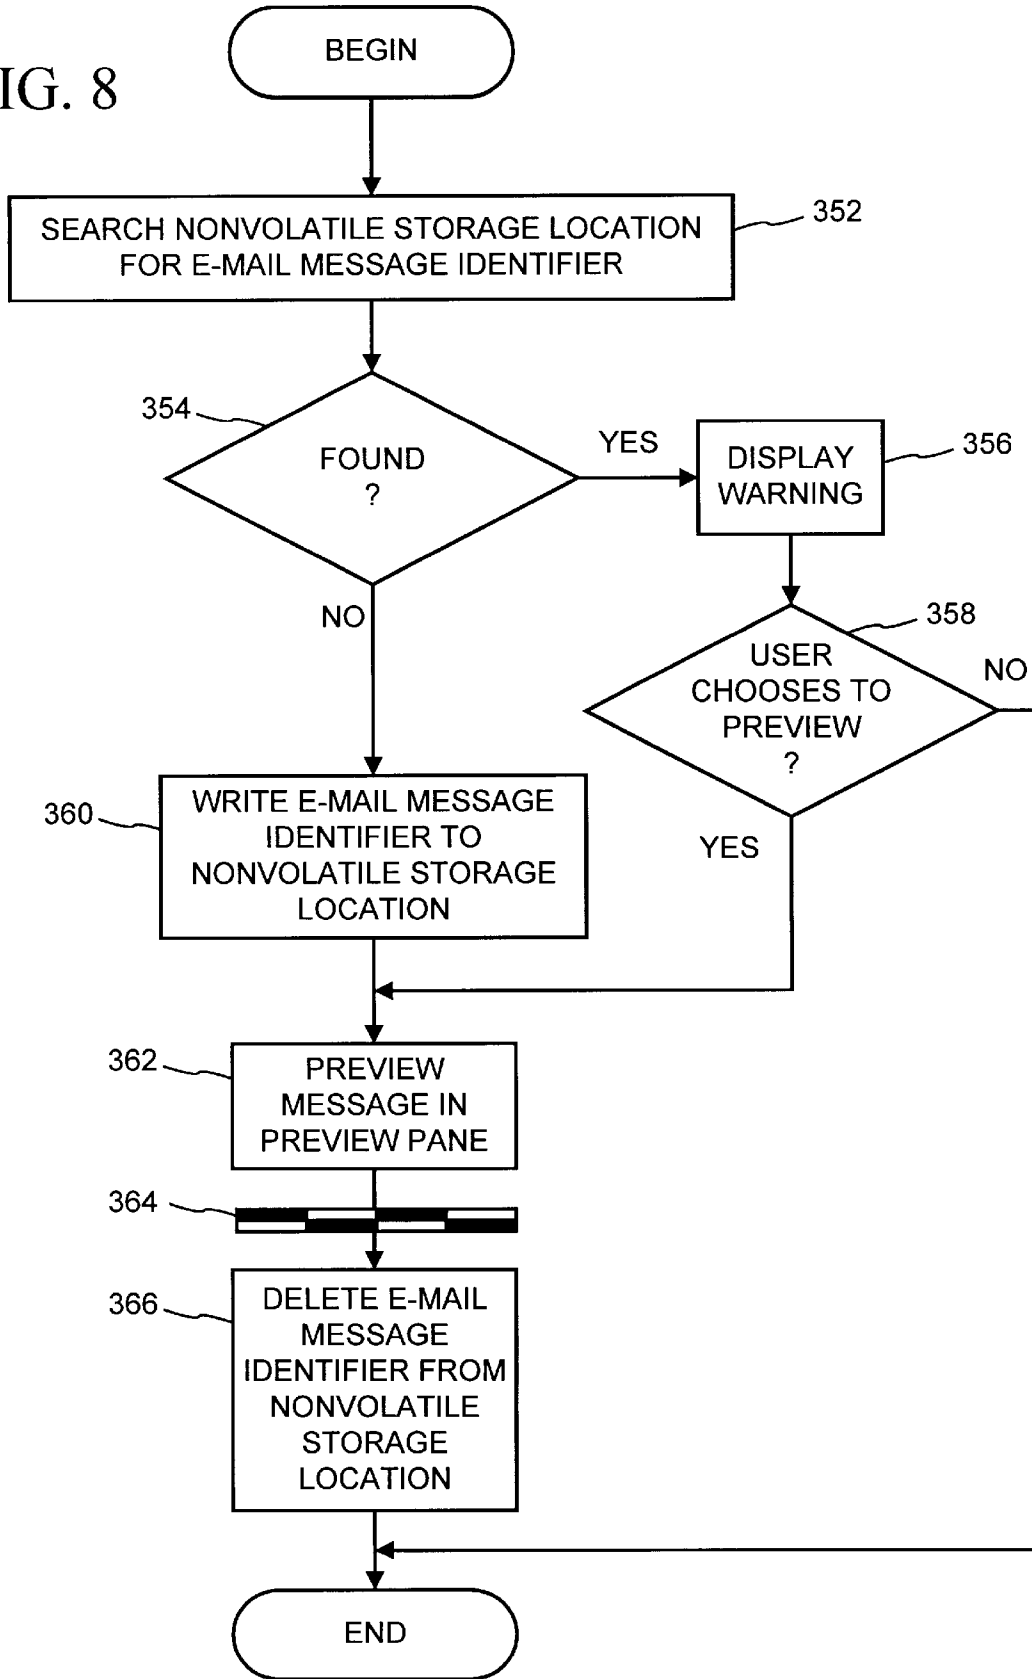 IG. 8
BEGIN
SEARCH NONVOLATILE STORAGE LOCATION
FOR E-MAIL MESSAGE IDENTIFIER
352
354
FOUND
?
YES
DISPLAY
WARNING
356
NO
358
USER
CHOOSES TO
PREVIEW
?
NO
YES
360
WRITE E-MAIL MESSAGE
IDENTIFIER TO
NONVOLATILE STORAGE
LOCATION
362
PREVIEW
MESSAGE IN
PREVIEW PANE
364
366
DELETE E-MAIL
MESSAGE
IDENTIFIER FROM
NONVOLATILE
STORAGE
LOCATION
END